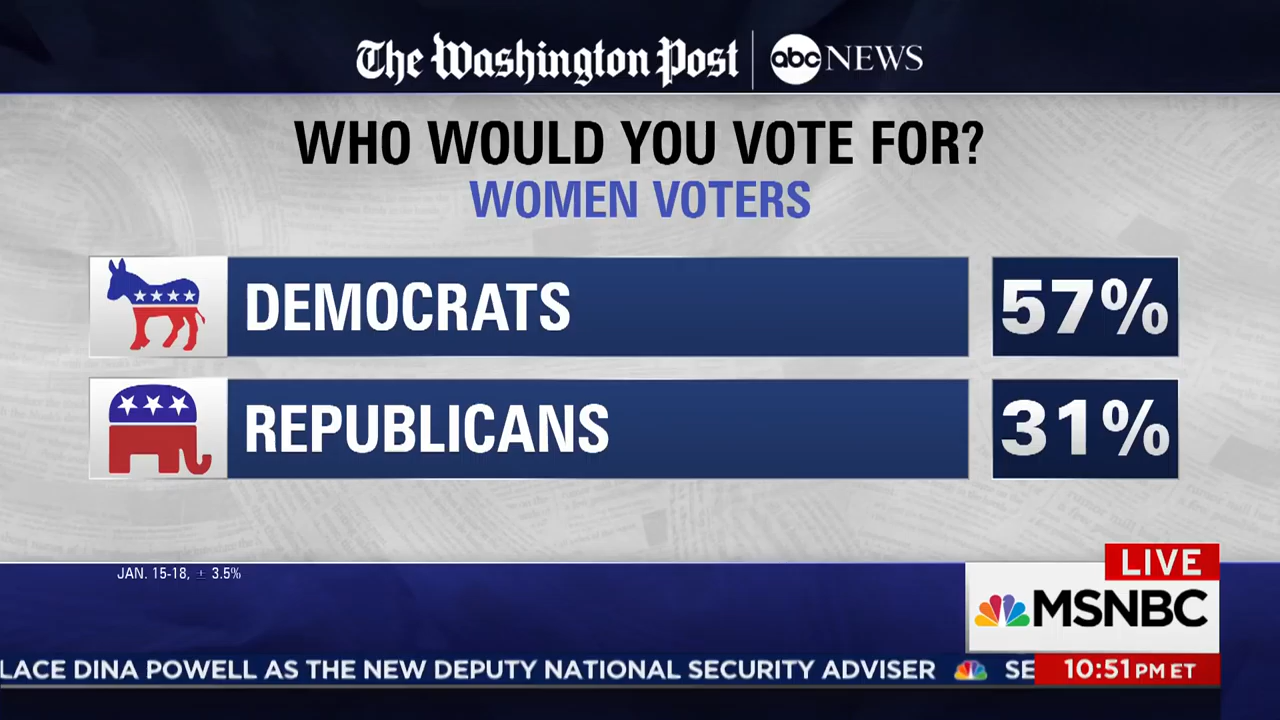 The Washington Post | abc NEWS
WHO WOULD YOU VOTE FOR?
WOMEN VOTERS
DEMOCRATS 57%
REPUBLICANS 31%
JAN. 15-18, ± 3.5%
LIVE
MSNBC
LACE DINA POWELL AS THE NEW DEPUTY NATIONAL SECURITY ADVISER SE 10:51 PM ET